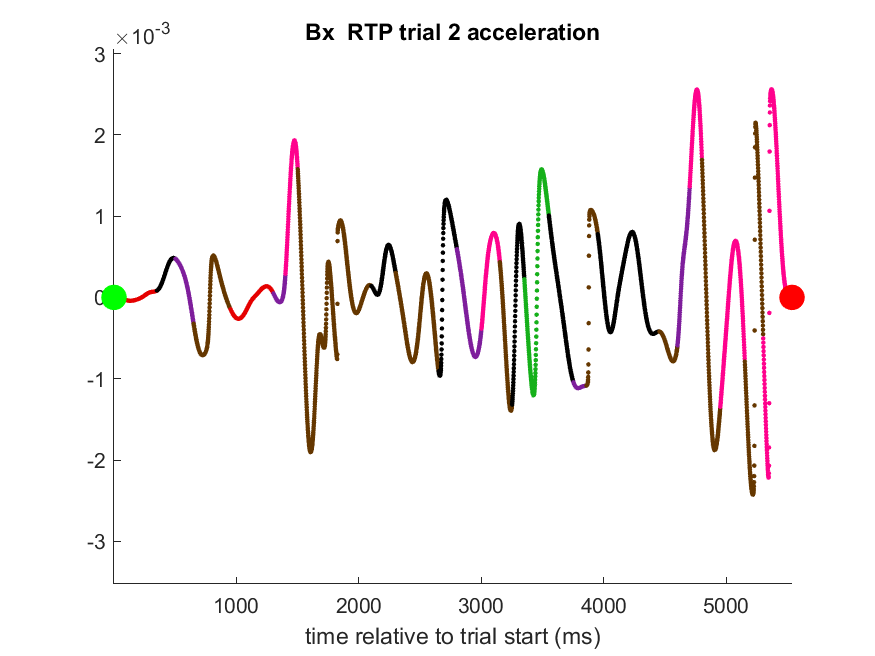 Bx  RTP trial 2 acceleration
×10-3
3
2
1
0
-1
-2
-3
1000 2000 3000 4000 5000
time relative to trial start (ms)